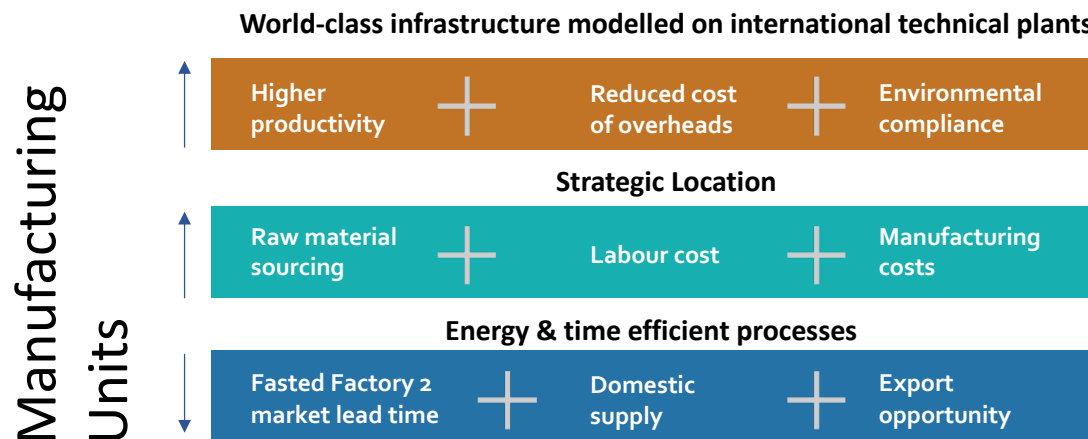 World-class infrastructure modelled on international technical plants
Manufacturing
Units
Higher
productivity
Reduced cost
of overheads
Environmental
compliance
Strategic Location
Raw material
sourcing
Labour cost
Manufacturing
costs
Energy & time efficient processes
Fasted Factory 2
market lead time
Domestic
supply
Export
opportunity